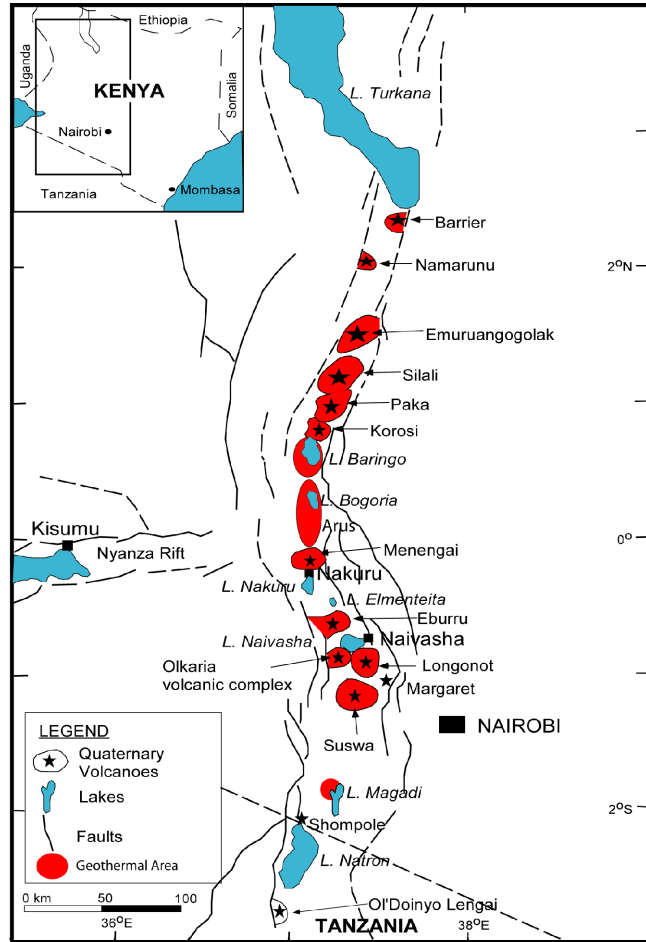 Ethiopia
Uganda
KENYA
Somalia
Nairobi
Tanzania
Mombasa
L. Turkana
Barrier
Namarunu
2°N
Emuruangogolak
Silali
Paka
Korosi
L. Baringo
L. Bogoria
Arus
Kisumu
Nyanza Rift
Menengai
0°
Nakuru
L. Nakuru
L. Elmenteita
Eburru
L. Naivasha
Naivasha
Olkaria
volcanic complex
Longonot
Margaret
NAIROBI
Suswa
LEGEND
Quaternary
Volcanoes
Lakes
Faults
Geothermal Area
L. Magadi
2°S
Shompole
L. Natron
0 km 50 100
Ol'Doinyo Lengai
36°E
TANZANIA
38°E